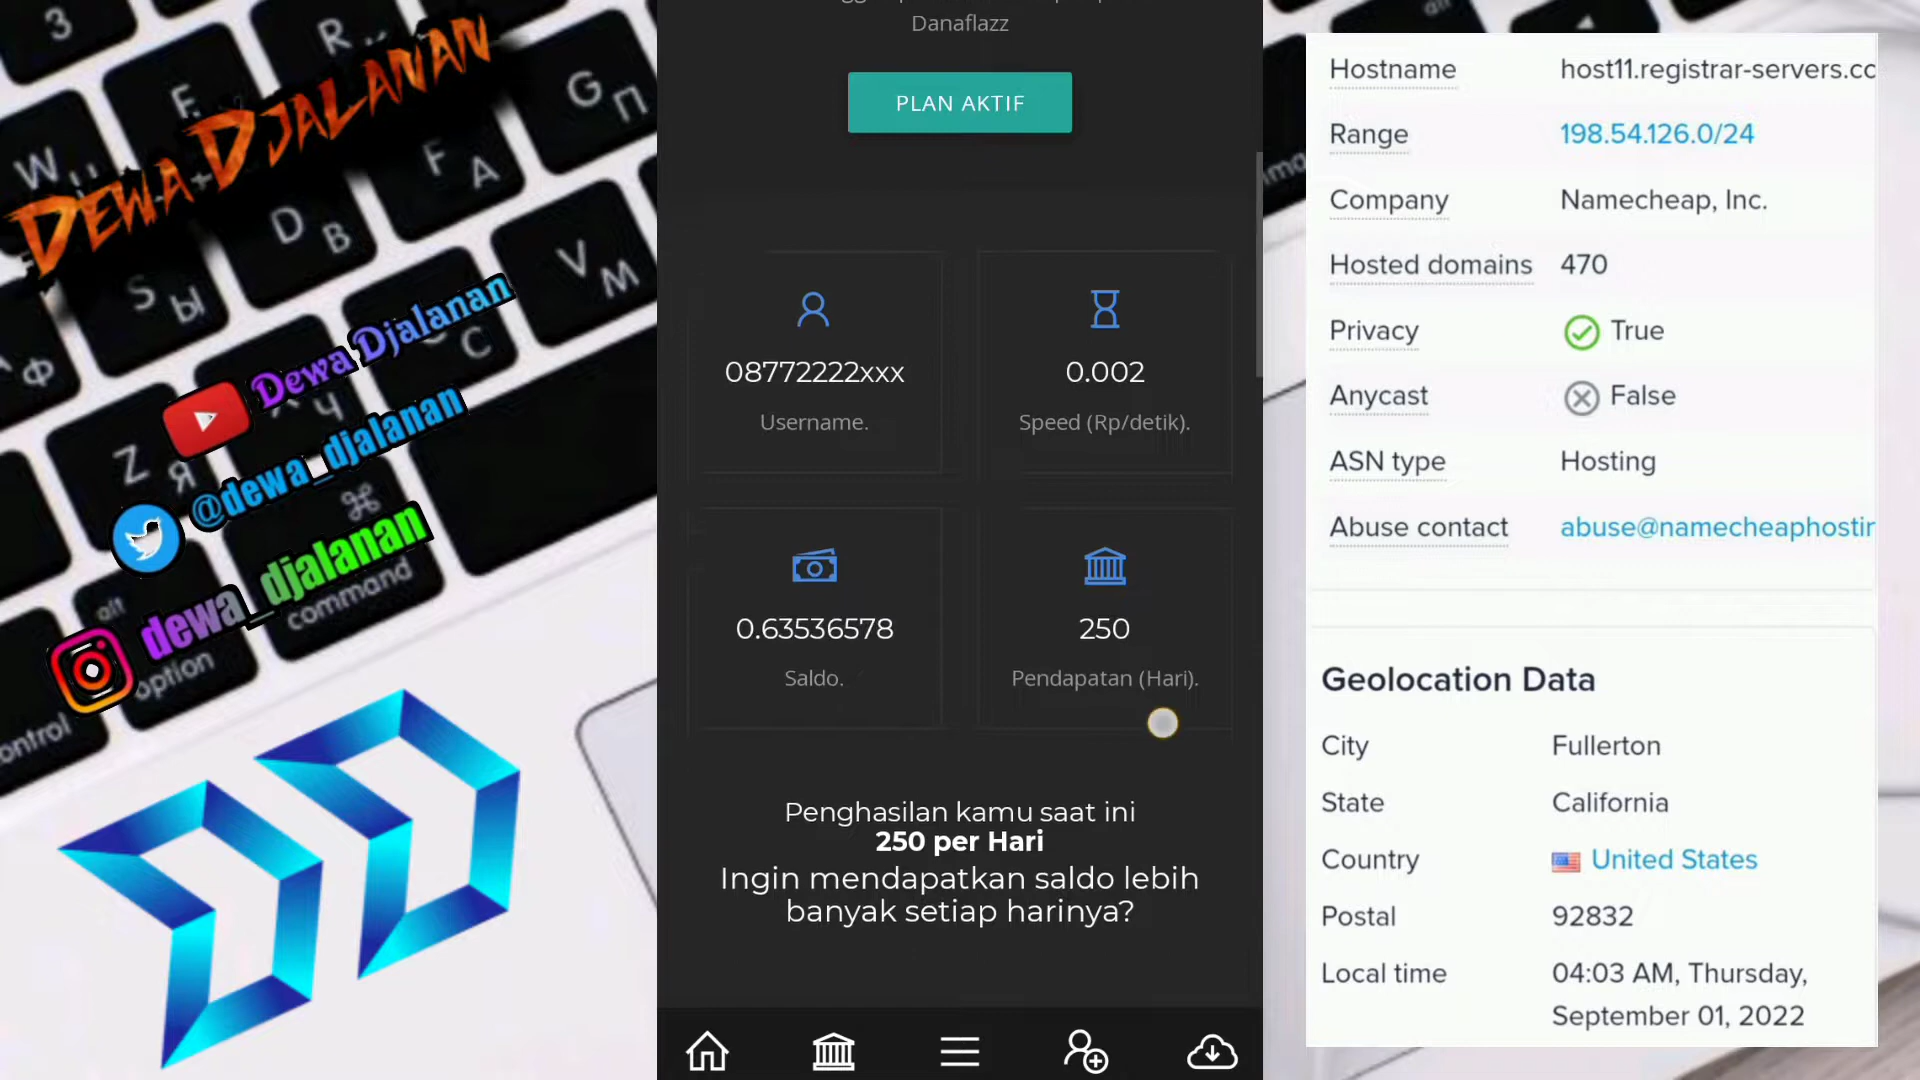 DEWA DJALANAN
Dewa Djalanan
@dewa_djalanan
dewa_djalanan
З
R
E
G
П
W
F
A
D
B
S
Ы
V
M
Ф
C
Z
Я
Ч
⌘
command
alt
option
control
Danaflazz
PLAN AKTIF
08772222xxx
Username.
0.002
Speed (Rp/detik).
0.63536578
Saldo.
250
Pendapatan (Hari).
Penghasilan kamu saat ini
250 per Hari
Ingin mendapatkan saldo lebih
banyak setiap harinya?
Hostname host11.registrar-servers.cc
Range 198.54.126.0/24
Company Namecheap, Inc.
Hosted domains 470
Privacy True
Anycast False
ASN type Hosting
Abuse contact abuse@namecheaphostir
Geolocation Data
City Fullerton
State California
Country United States
Postal 92832
Local time 04:03 AM, Thursday,
September 01, 2022